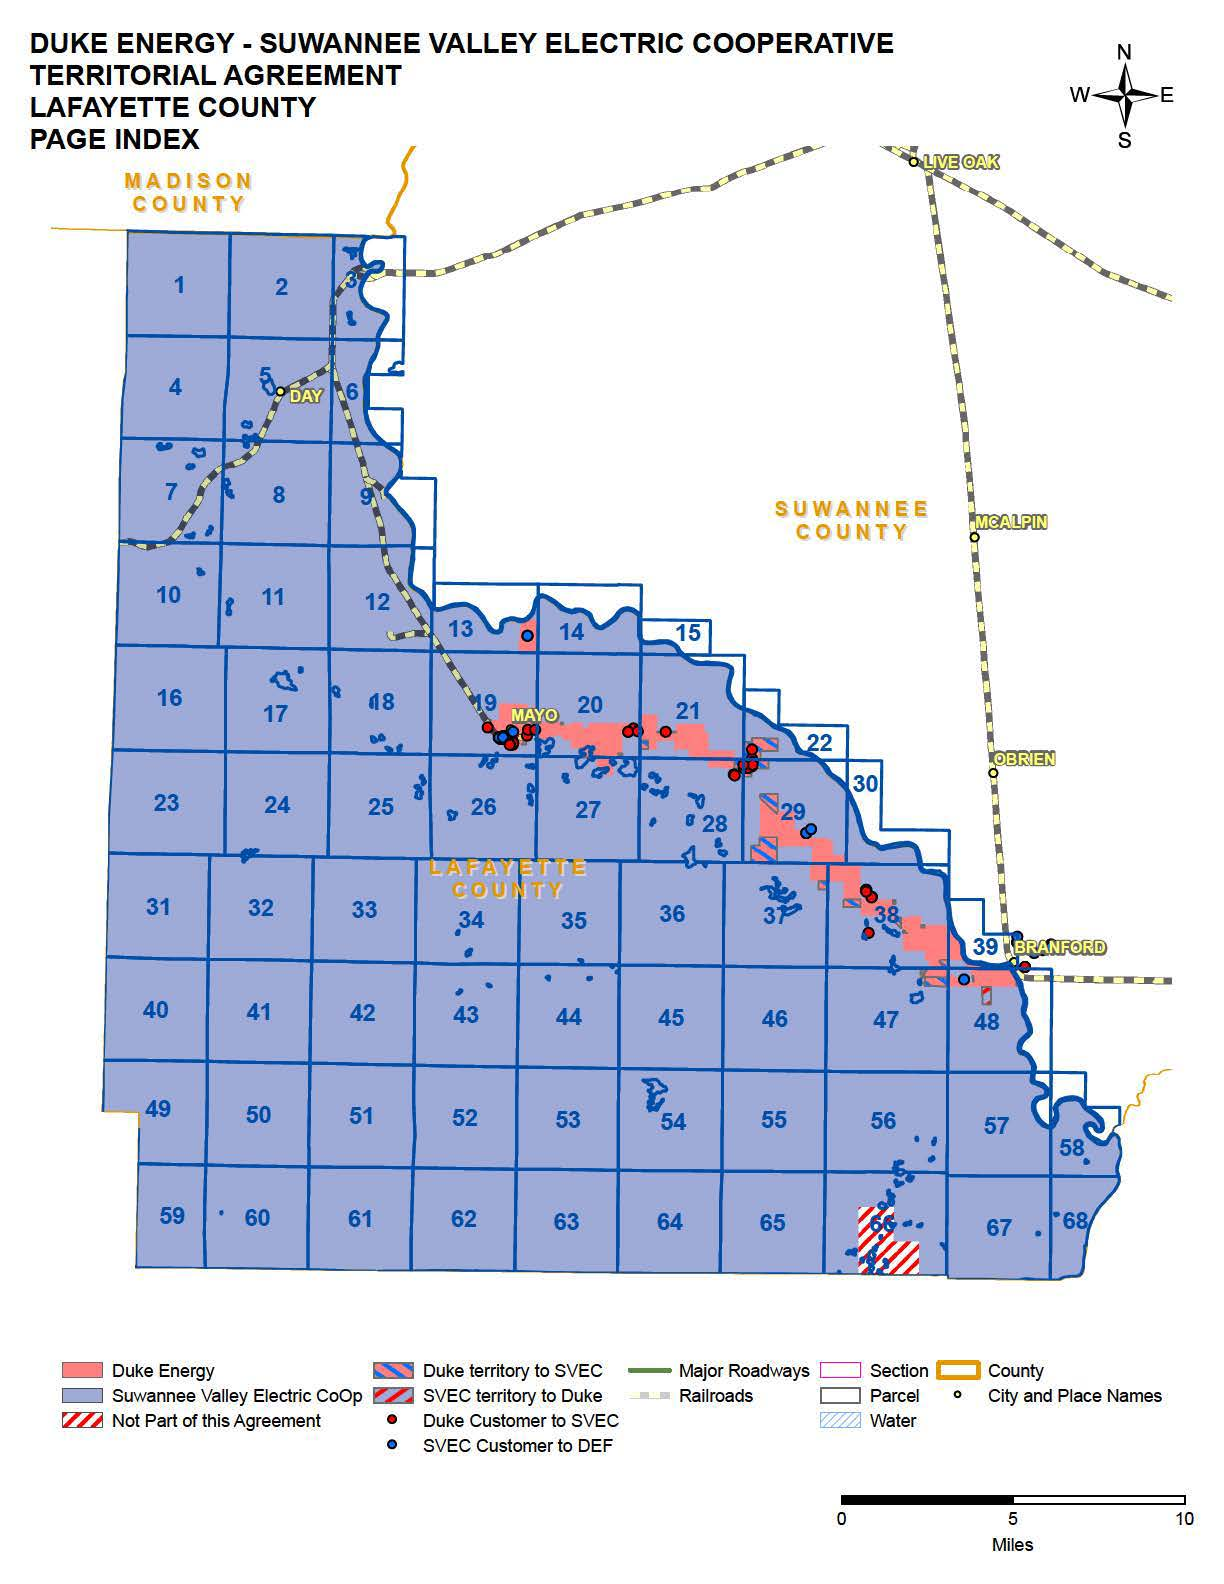 DUKE ENERGY - SUWANNEE VALLEY ELECTRIC COOPERATIVE
TERRITORIAL AGREEMENT
LAFAYETTE COUNTY
PAGE INDEX
N
W E
S
MADISON
COUNTY
LIVE OAK
1 2 3
4 5 6
DAY
7 8 9
SUWANNEE
COUNTY
MCALPIN
10 11 12
13 14 15
16 17 18 19 20 21
MAYO
22
OBRIEN
23 24 25 26 27 28 29 30
LAFAYETTE
COUNTY
31 32 33 34 35 36 37 38 39
BRANFORD
40 41 42 43 44 45 46 47 48
49 50 51 52 53 54 55 56 57 58
59 60 61 62 63 64 65 66 67 68
Duke Energy
Suwannee Valley Electric CoOp
Not Part of this Agreement
Duke territory to SVEC
SVEC territory to Duke
Duke Customer to SVEC
SVEC Customer to DEF
Major Roadways
Railroads
Section
Parcel
Water
County
City and Place Names
0 5 10
Miles